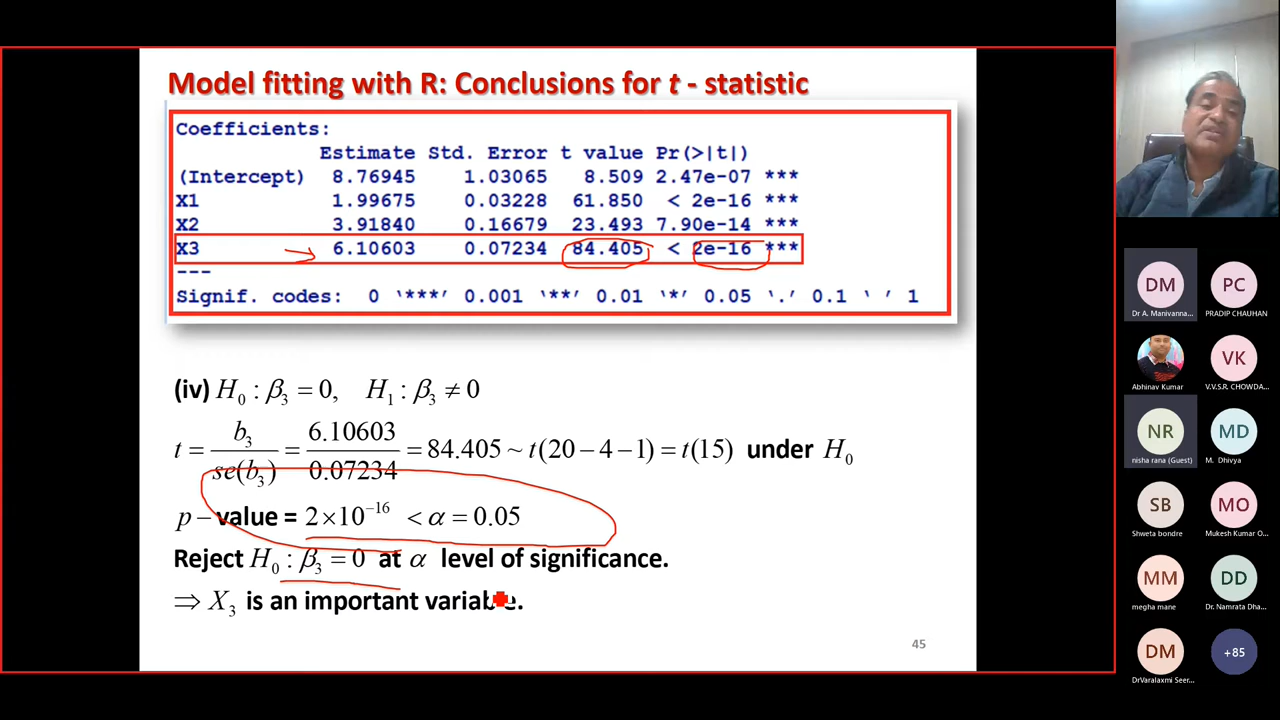 Model fitting with R: Conclusions for t - statistic
Coefficients:
Estimate Std. Error t value Pr(>|t|)
(Intercept) 8.76945 1.03065 8.509 2.47e-07 ***
X1 1.99675 0.03228 61.850 < 2e-16 ***
X2 3.91840 0.16679 23.493 7.90e-14 ***
X3 6.10603 0.07234 84.405 < 2e-16 ***
---
Signif. codes: 0 '***' 0.001 '**' 0.01 '*' 0.05 '.' 0.1 ' ' 1
(iv) H₀ : β₃ = 0, H₁ : β₃ ≠ 0
t = b₃ / se(b₃) = 6.10603 / 0.07234 = 84.405 ~ t(20 − 4 − 1) = t(15) under H₀
p − value = 2×10⁻¹⁶ < α = 0.05
Reject H₀ : β₃ = 0 at α level of significance.
⇒ X₃ is an important variable.
45
DM
Dr A. Manivanna...
PC
PRADIP CHAUHAN
Abhinav Kumar
VK
V.V.S.R. CHOWDA...
NR
nisha rana (Guest)
MD
M. Dhivya
SB
Shweta bondre
MO
Mukesh Kumar O...
MM
megha mane
DD
Dr. Namrata Dha...
DM
DrVaralaxmi Seer...
+85